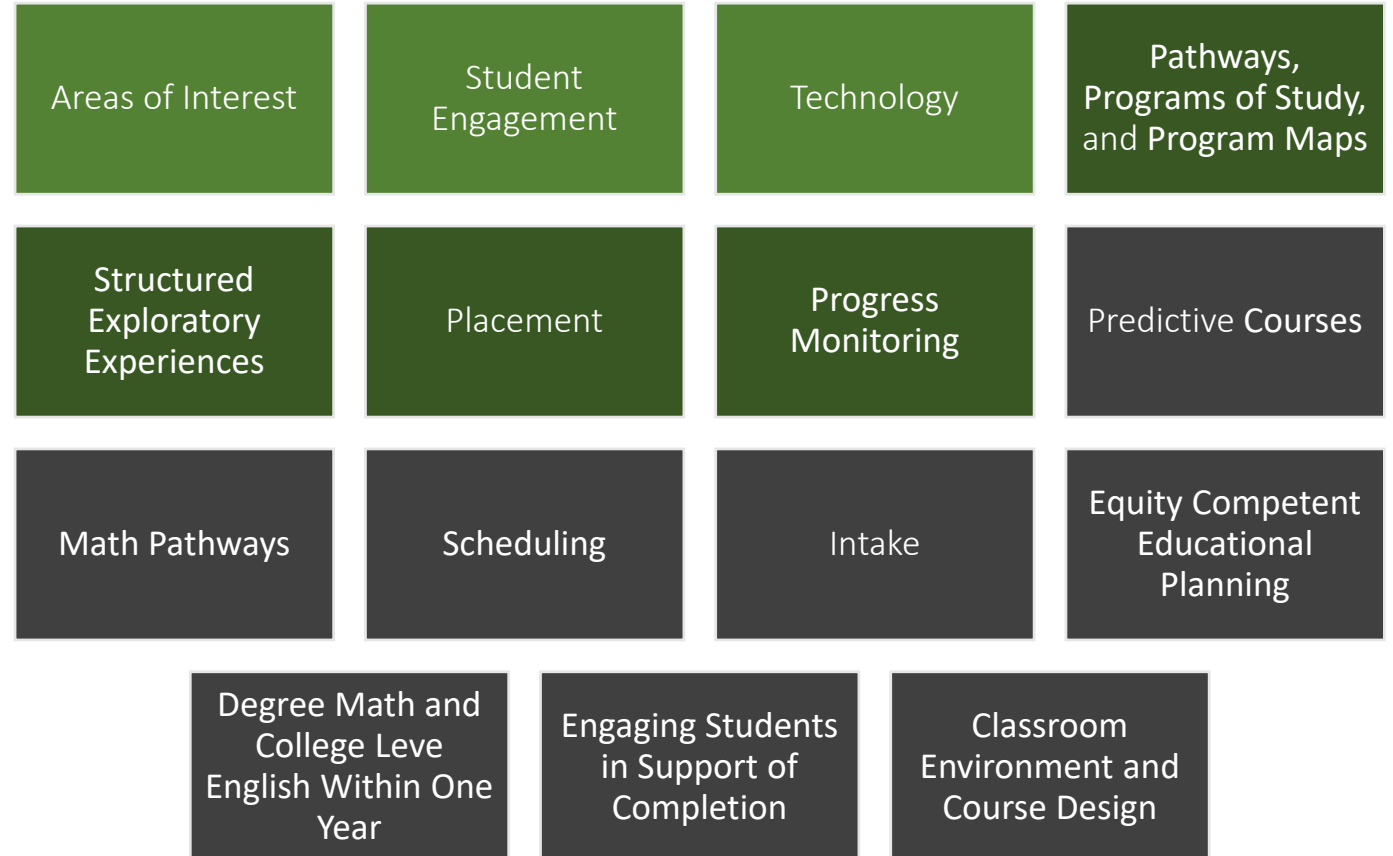 Areas of Interest
Student
Engagement
Technology
Pathways,
Programs of Study,
and Program Maps
Structured
Exploratory
Experiences
Placement
Progress
Monitoring
Predictive Courses
Math Pathways
Scheduling
Intake
Equity Competent
Educational
Planning
Degree Math and
College Leve
English Within One
Year
Engaging Students
in Support of
Completion
Classroom
Environment and
Course Design